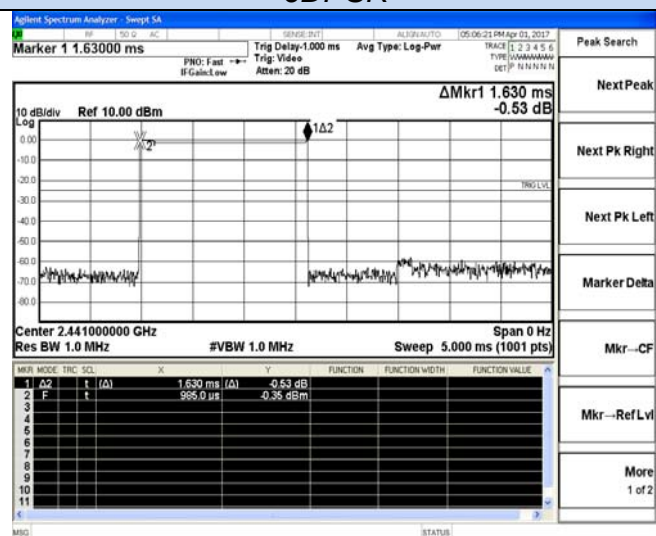 Agilent Spectrum Analyzer - Swept SA
RF 50 Ω AC SENSE:INT ALIGN AUTO 05:06:21 PM Apr 01, 2017
Marker 1 1.63000 ms
PNO: Fast
IFGain:Low
Trig Delay-1.000 ms
Trig: Video
Atten: 20 dB
Avg Type: Log-Pwr
TRACE 1 2 3 4 5 6
TYPE
DET P N N N N N
Peak Search
Next Peak
Next Pk Right
Next Pk Left
Marker Delta
Mkr→CF
Mkr→Ref Lvl
More
1 of 2
ΔMkr1 1.630 ms
-0.53 dB
10 dB/div Ref 10.00 dBm
Log
1Δ2
0.00
-10.0
-20.0
TRIG LVL
-30.0
-40.0
-50.0
-60.0
-70.0
-80.0
Center 2.441000000 GHz Span 0 Hz
Res BW 1.0 MHz #VBW 1.0 MHz Sweep 5.000 ms (1001 pts)
MKR MODE TRC SCL X Y FUNCTION FUNCTION WIDTH FUNCTION VALUE
1 Δ2 t (Δ) 1.630 ms (Δ) -0.53 dB
2 F t 985.0 µs -0.35 dBm
3
4
5
6
7
8
9
10
11
MSG STATUS